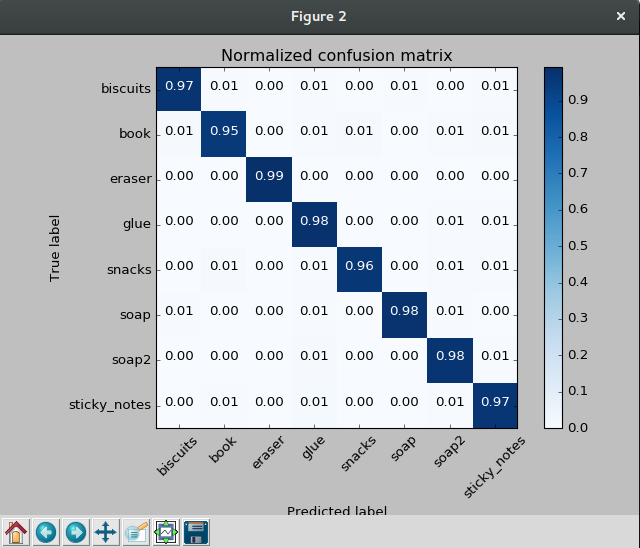 Figure 2
×
Normalized confusion matrix
biscuits 0.97 0.01 0.00 0.01 0.00 0.01 0.00 0.01
book 0.01 0.95 0.00 0.01 0.01 0.00 0.01 0.01
eraser 0.00 0.00 0.99 0.00 0.00 0.00 0.00 0.00
glue 0.00 0.00 0.00 0.98 0.00 0.00 0.01 0.01
snacks 0.00 0.01 0.00 0.01 0.96 0.00 0.01 0.01
soap 0.01 0.00 0.00 0.01 0.00 0.98 0.01 0.00
soap2 0.00 0.00 0.00 0.01 0.00 0.00 0.98 0.01
sticky_notes 0.00 0.01 0.00 0.01 0.00 0.00 0.01 0.97
True label
biscuits book eraser glue snacks soap soap2 sticky_notes
Predicted label
0.9
0.8
0.7
0.6
0.5
0.4
0.3
0.2
0.1
0.0